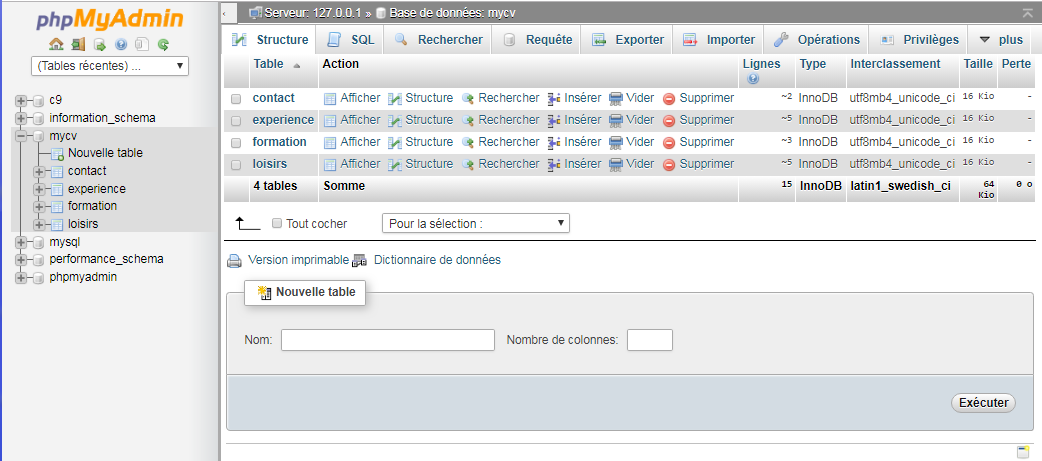 phpMyAdmin
(Tables récentes) ...
c9
information_schema
mycv
Nouvelle table
contact
experience
formation
loisirs
mysql
performance_schema
phpmyadmin
Serveur: 127.0.0.1 » Base de données: mycv
Structure SQL Rechercher Requête Exporter Importer Opérations Privilèges plus
Table Action Lignes Type Interclassement Taille Perte
contact Afficher Structure Rechercher Insérer Vider Supprimer ~2 InnoDB utf8mb4_unicode_ci 16 Kio -
experience Afficher Structure Rechercher Insérer Vider Supprimer ~5 InnoDB utf8mb4_unicode_ci 16 Kio -
formation Afficher Structure Rechercher Insérer Vider Supprimer ~3 InnoDB utf8mb4_unicode_ci 16 Kio -
loisirs Afficher Structure Rechercher Insérer Vider Supprimer ~5 InnoDB utf8mb4_unicode_ci 16 Kio -
4 tables Somme 15 InnoDB latin1_swedish_ci 64 Kio 0 o
Tout cocher Pour la sélection :
Version imprimable Dictionnaire de données
Nouvelle table
Nom: Nombre de colonnes:
Exécuter